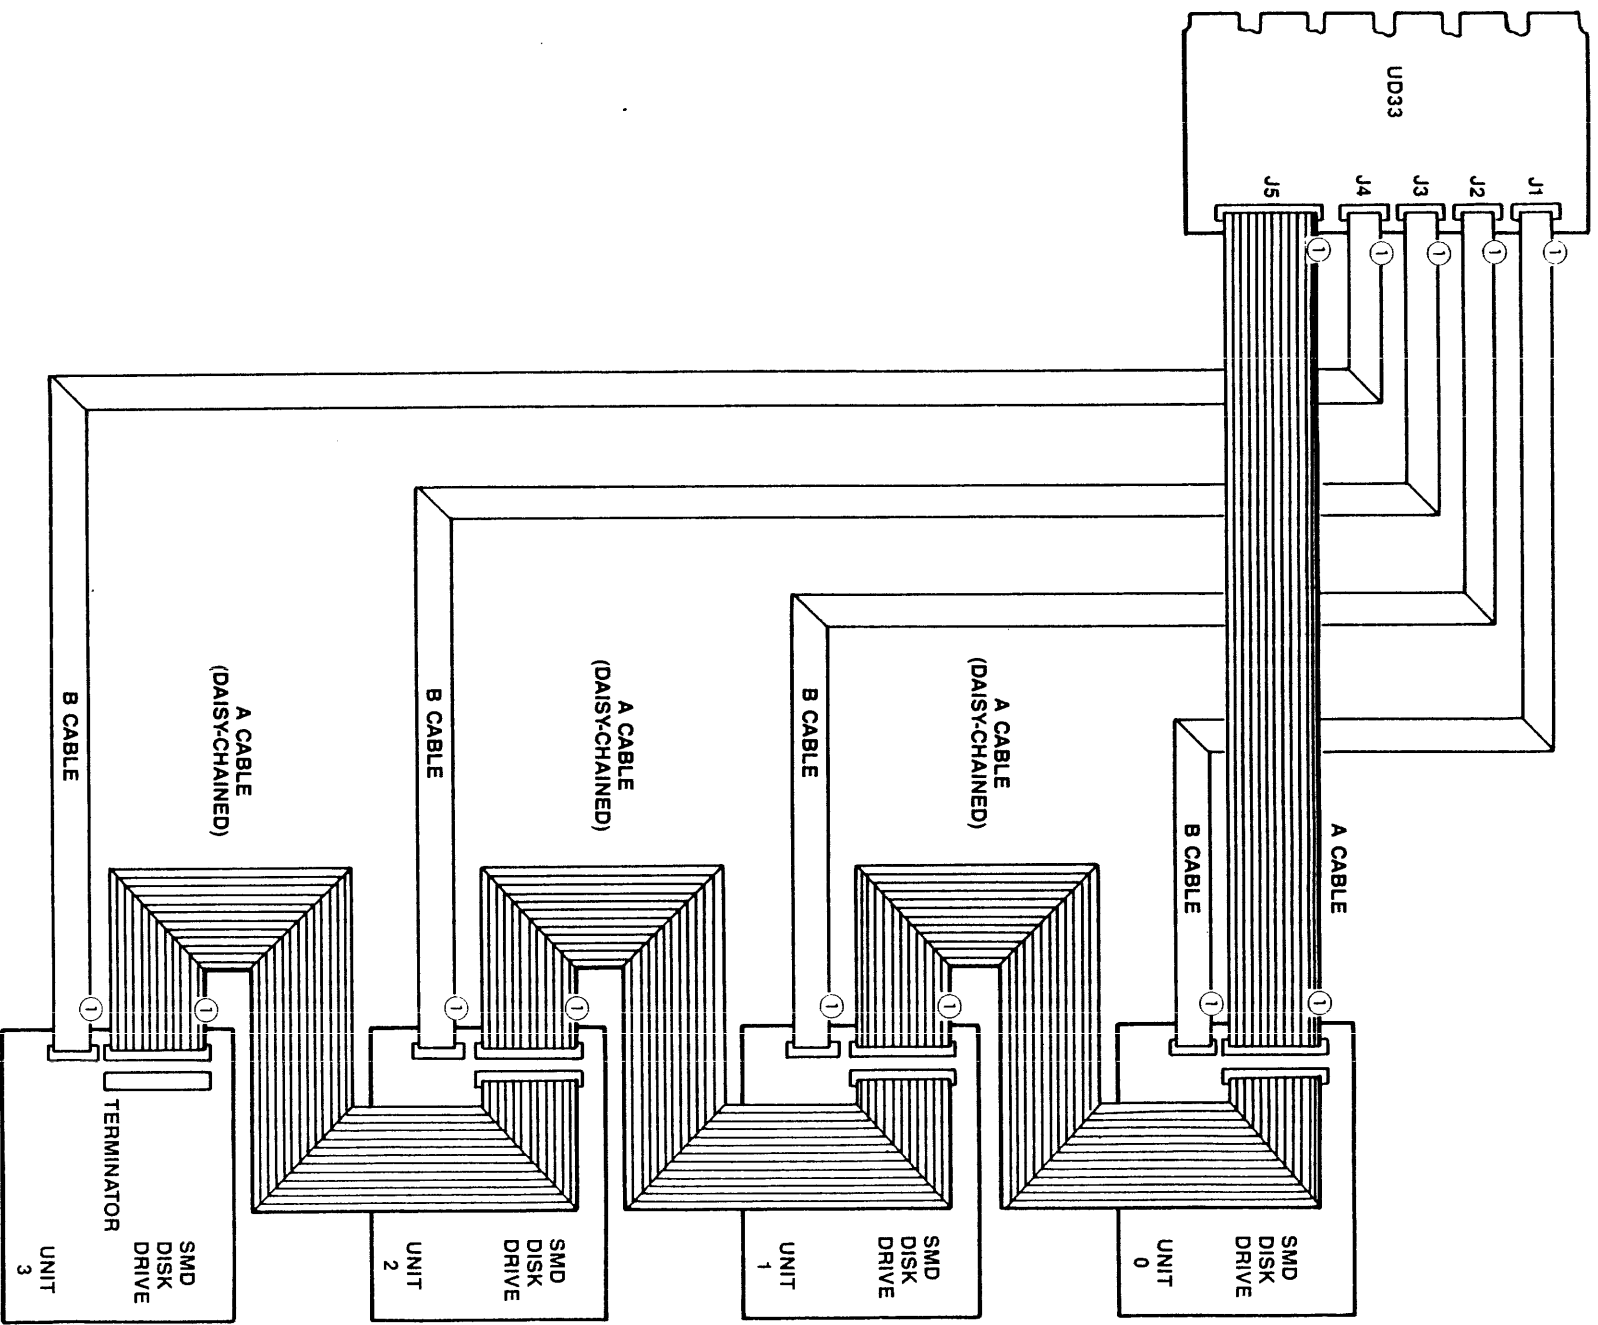 UD33
J1
J2
J3
J4
J5
1
1
1
1
1
A CABLE
B CABLE
A CABLE
(DAISY-CHAINED)
B CABLE
A CABLE
(DAISY-CHAINED)
B CABLE
A CABLE
(DAISY-CHAINED)
B CABLE
1
1
1
1
1
1
1
1
SMD
DISK
DRIVE
UNIT
0
SMD
DISK
DRIVE
UNIT
1
SMD
DISK
DRIVE
UNIT
2
TERMINATOR
SMD
DISK
DRIVE
UNIT
3